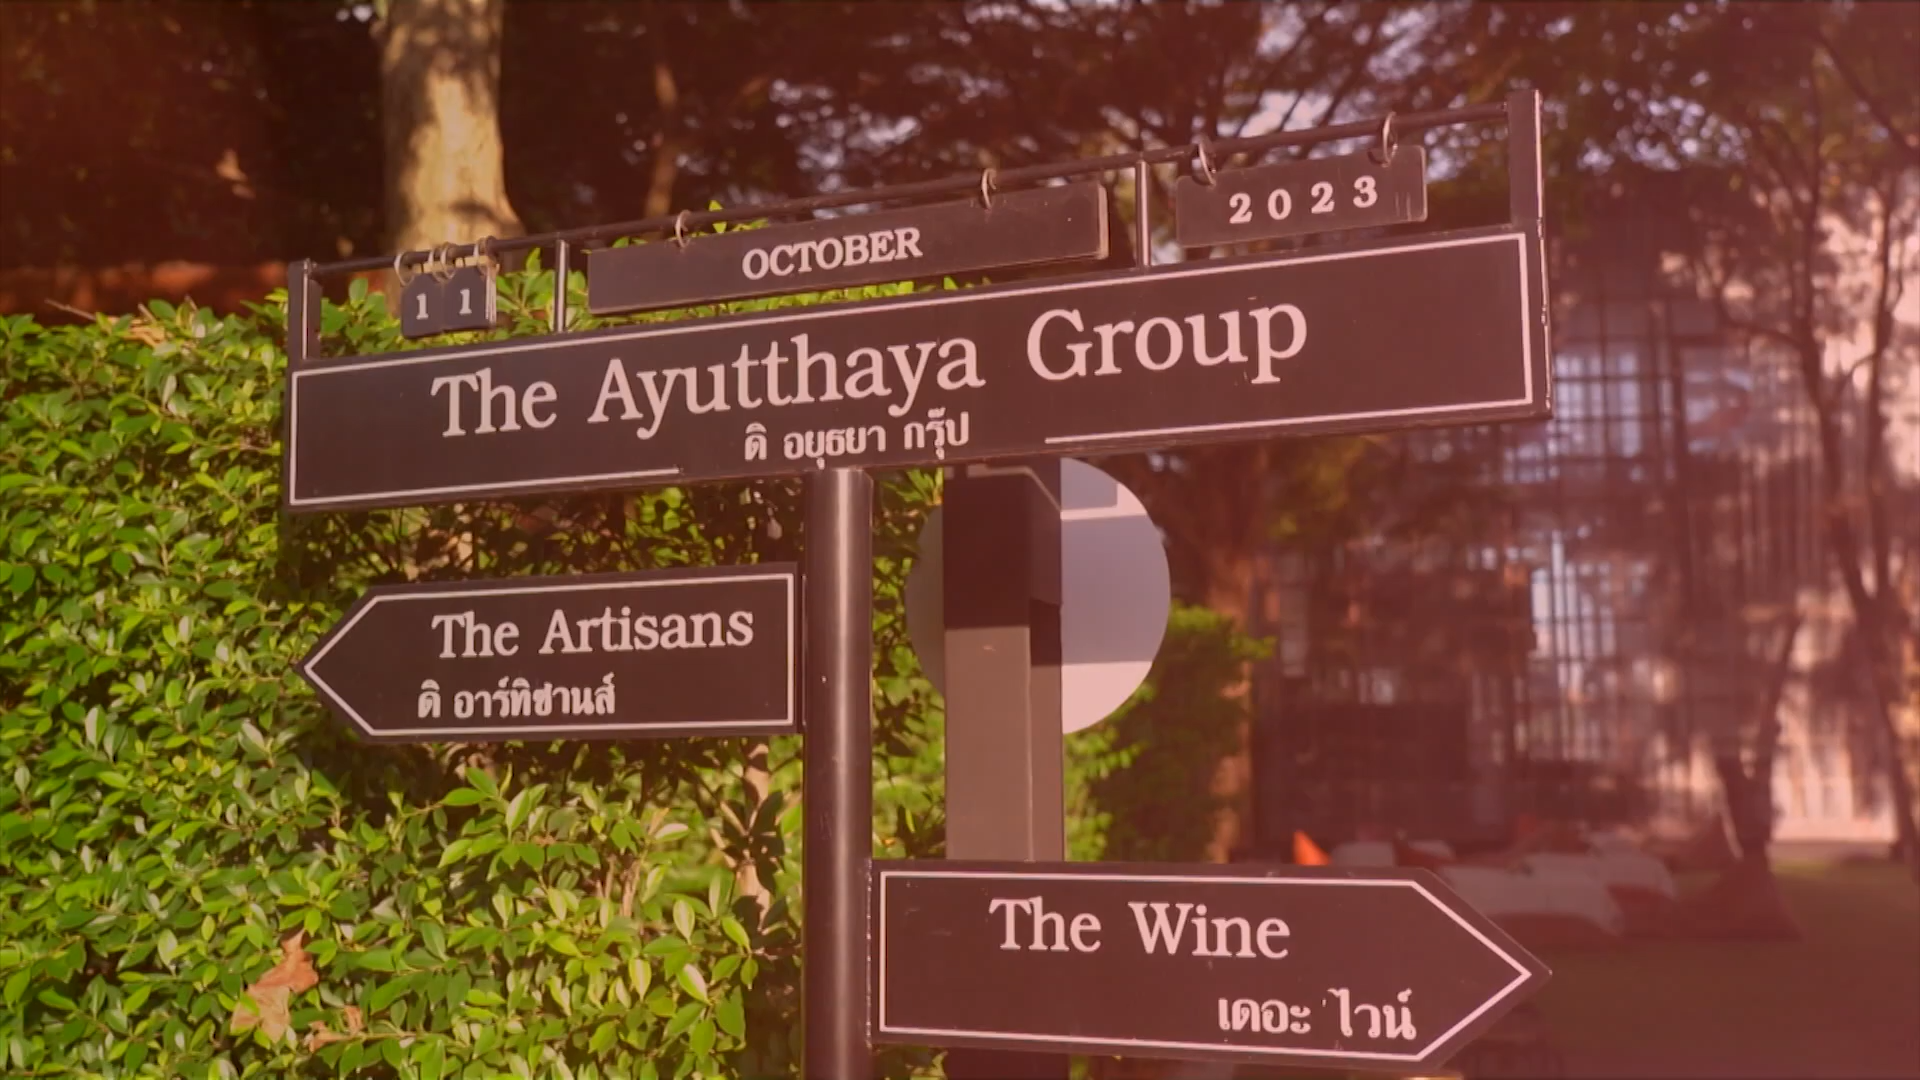 11 OCTOBER 2023
The Ayutthaya Group
ดิ อยุธยา กรุ๊ป
The Artisans
ดิ อาร์ทิซานส์
The Wine
เดอะ ไวน์